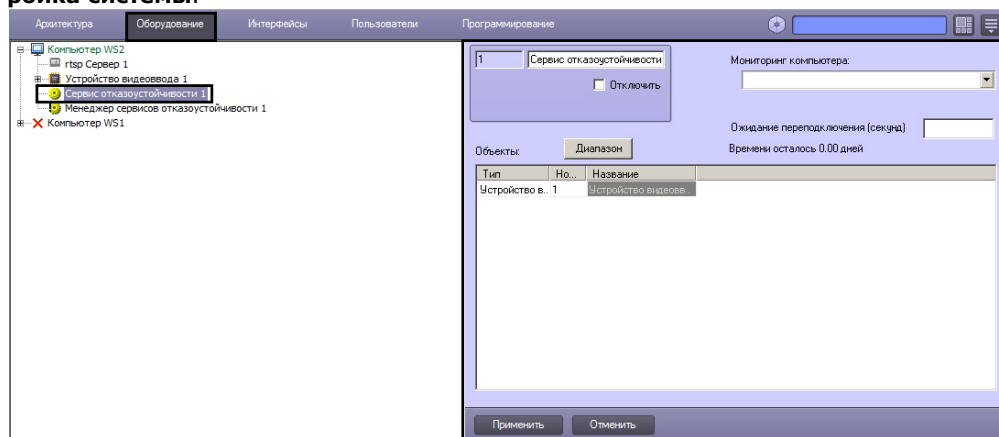 ройка системы.
Архитектура Оборудование Интерфейсы Пользователи Программирование
Компьютер WS2
rtsp Сервер 1
Устройство видеоввода 1
Сервис отказоустойчивости 1
Менеджер сервисов отказоустойчивости 1
Компьютер WS1
1 Сервис отказоустойчивости
Отключить
Мониторинг компьютера:
Ожидание переподключения (секунд)
Времени осталось 0.00 дней
Объекты: Диапазон
Тип Но... Название
Устройство в.. 1 Устройство видеовв..
Применить Отменить